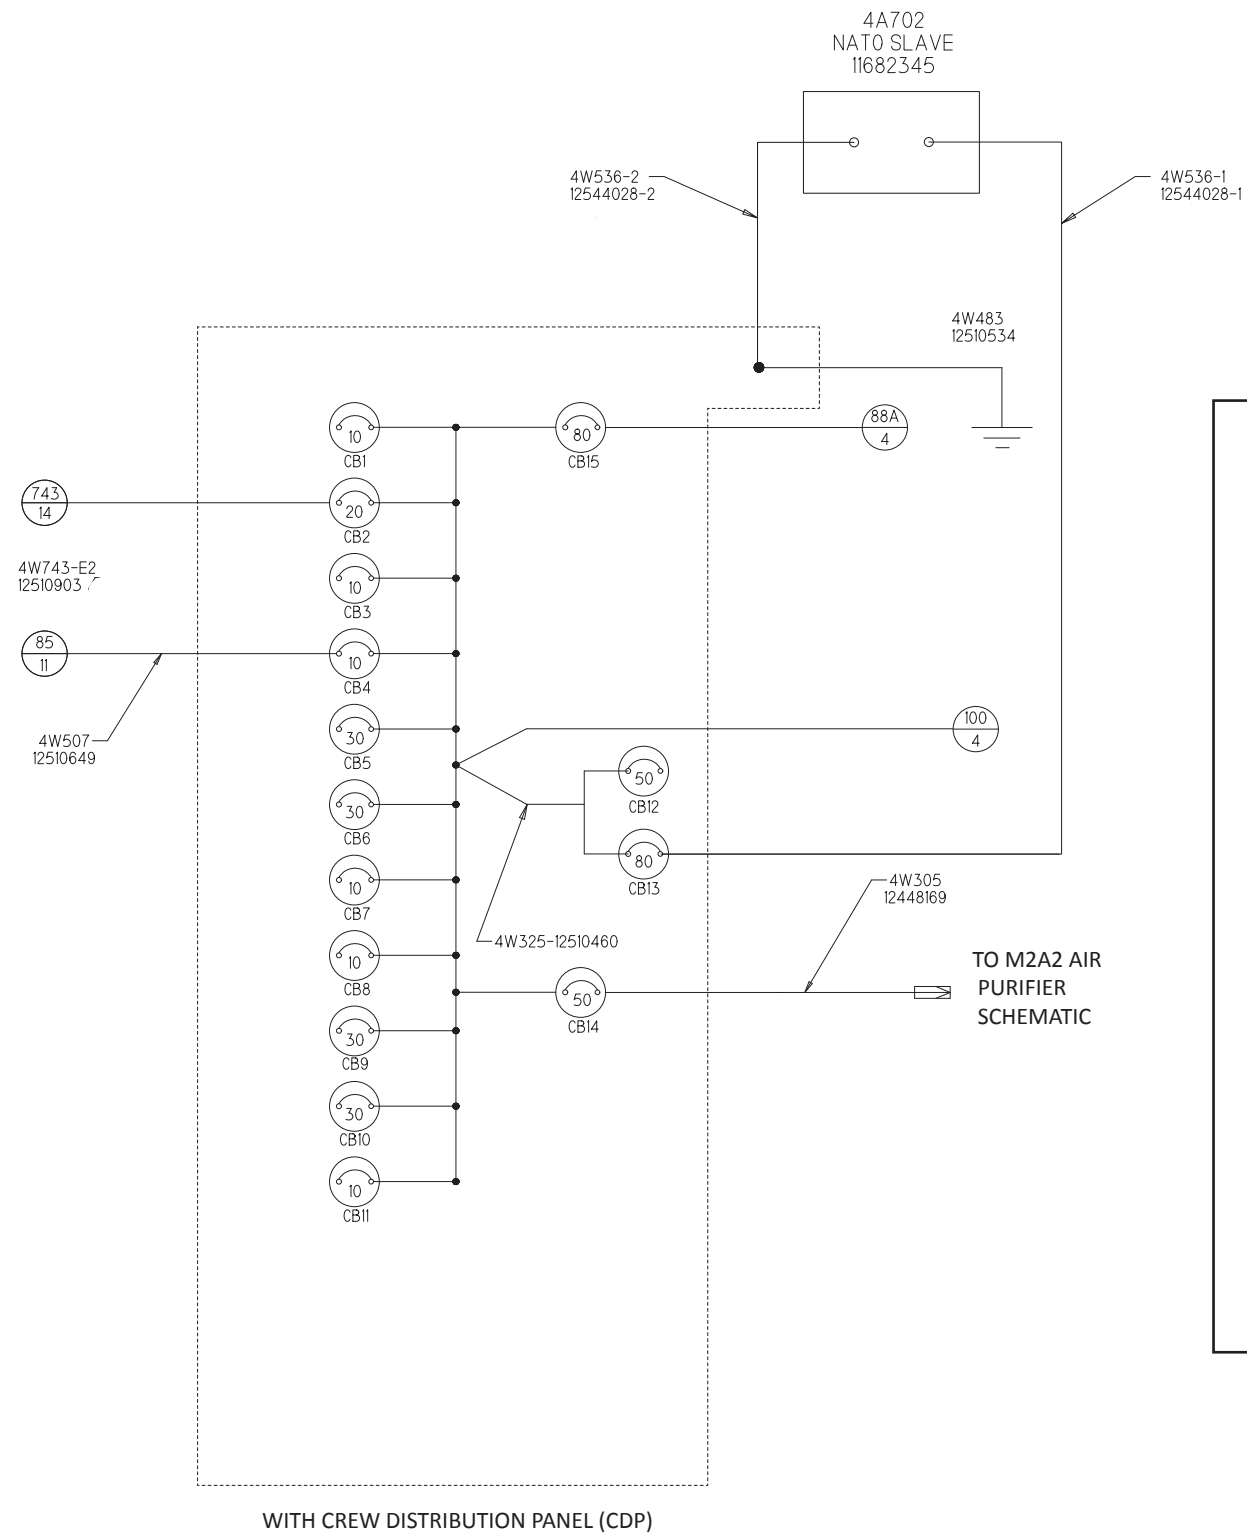 4A702
NATO SLAVE
11682345
4W536-2
12544028-2
4W536-1
12544028-1
4W483
12510534
10
CB1
80
CB15
88A
4
743
14
20
CB2
4W743-E2
12510903
10
CB3
85
11
10
CB4
4W507
12510649
30
CB5
100
4
50
CB12
30
CB6
80
CB13
10
CB7
4W305
12448169
4W325-12510460
10
CB8
TO M2A2 AIR
PURIFIER
SCHEMATIC
50
CB14
30
CB9
30
CB10
10
CB11
WITH CREW DISTRIBUTION PANEL (CDP)